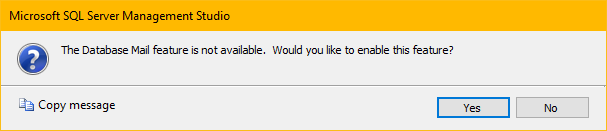 Microsoft SQL Server Management Studio
The Database Mail feature is not available.  Would you like to enable this feature?
Copy message
Yes
No